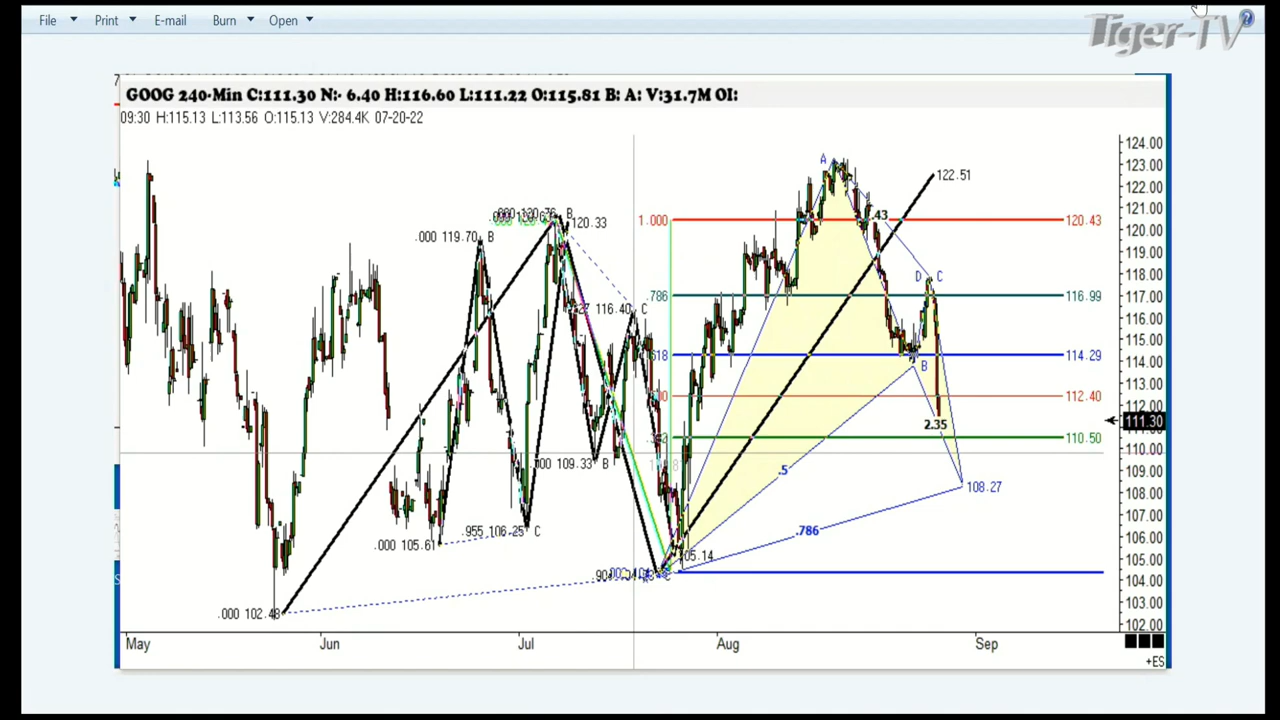 File Print E-mail Burn Open
Tiger-TV
GOOG 240-Min C:111.30 N:- 6.40 H:116.60 L:111.22 O:115.81 B: A: V:31.7M OI:
09:30 H:115.13 L:113.56 O:115.13 V:284.4K 07-20-22
124.00
123.00
122.00
121.00
120.00
119.00
118.00
117.00
116.00
115.00
114.00
113.00
112.00
111.30
110.00
109.00
108.00
107.00
106.00
105.00
104.00
103.00
102.00
A
122.51
B
120.33
.43
1.000
120.43
.000 119.70 B
D C
.786
116.99
116.40 C
.618
114.29
B
112.40
2.35
110.50
.000 109.33 B
.5
108.27
.955 106.25 C
.786
.000 105.61
.000 102.48
May Jun Jul Aug Sep
+ES